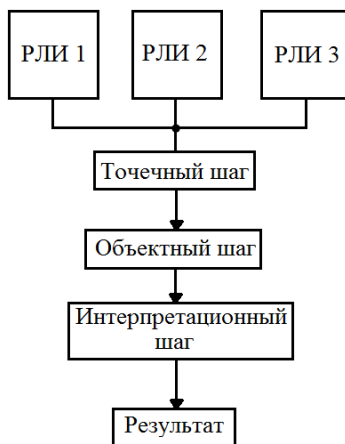 РЛИ 1 РЛИ 2 РЛИ 3
Точечный шаг
Объектный шаг
Интерпретационный
шаг
Результат